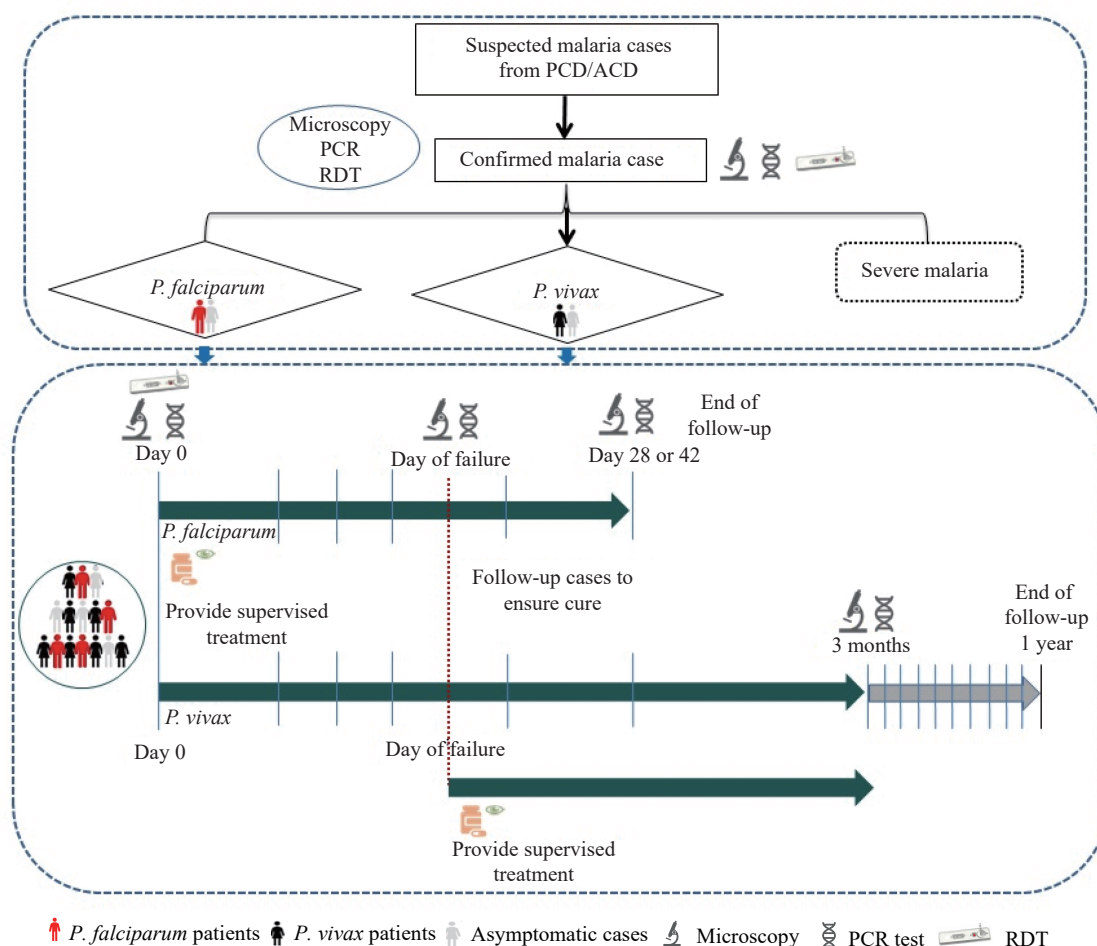 Suspected malaria cases
from PCD/ACD
Microscopy
PCR
RDT
Confirmed malaria case
P. falciparum
P. vivax
Severe malaria
Day 0
Day of failure
Day 28 or 42
End of
follow-up
P. falciparum
Provide supervised
treatment
Follow-up cases to
ensure cure
3 months
End of
follow-up
1 year
P. vivax
Day 0
Day of failure
Provide supervised
treatment
P. falciparum patients P. vivax patients Asymptomatic cases Microscopy PCR test RDT